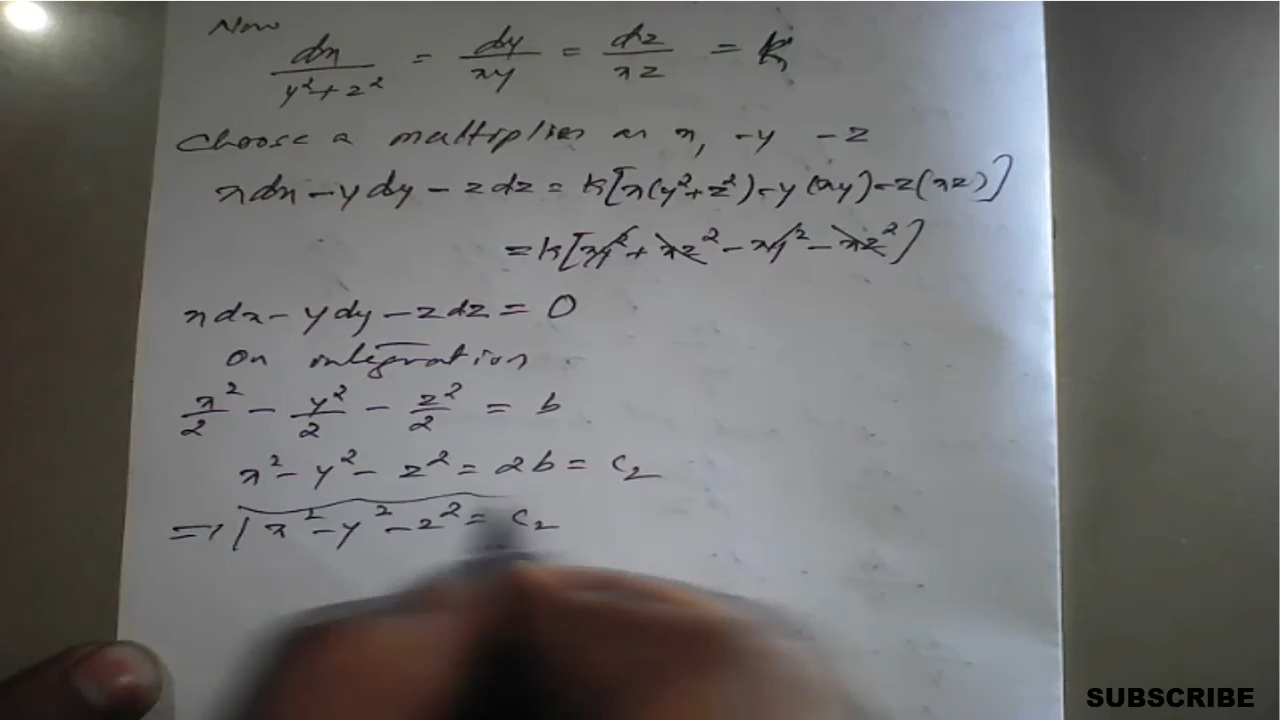 Now
dx/(y²+z²) = dy/xy = dz/xz = k
Choose a multiplier as x, -y -z
xdx - ydy - zdz = k[x(y²+z²) - y(xy) - z(xz)]
= k[xy² + xz² - xy² - xz²]
xdx - ydy - zdz = 0
On integration
x²/2 - y²/2 - z²/2 = b
x² - y² - z² = 2b = c₂
=> x² - y² - z² = c₂
SUBSCRIBE